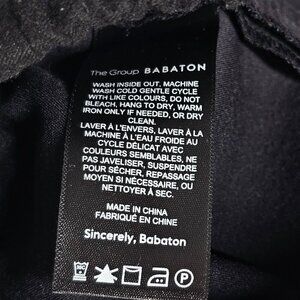 The Group BABATON
WASH INSIDE OUT, MACHINE
WASH COLD GENTLE CYCLE
WITH LIKE COLOURS, DO NOT
BLEACH, HANG TO DRY, WARM
IRON ONLY IF NEEDED, OR DRY
CLEAN.
LAVER À L'ENVERS, LAVER À LA
MACHINE À L'EAU FROIDE AU
CYCLE DÉLICAT AVEC
COULEURS SEMBLABLES, NE
PAS JAVELISER, SUSPENDRE
POUR SÉCHER, REPASSAGE
MOYEN SI NÉCESSAIRE, OU
NETTOYER À SEC.
MADE IN CHINA
FABRIQUÉ EN CHINE
Sincerely, Babaton
P